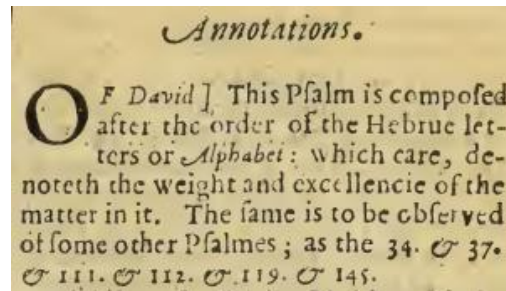 Annotations.
OF David] This Pſalm is compoſed
after the order of the Hebrue let-
ters or Alphabet: which care, de-
noteth the weight and excellencie of the
matter in it. The ſame is to be obſerved
of ſome other Pſalmes; as the 34. & 37.
& 111. & 112. & 119. & 145.